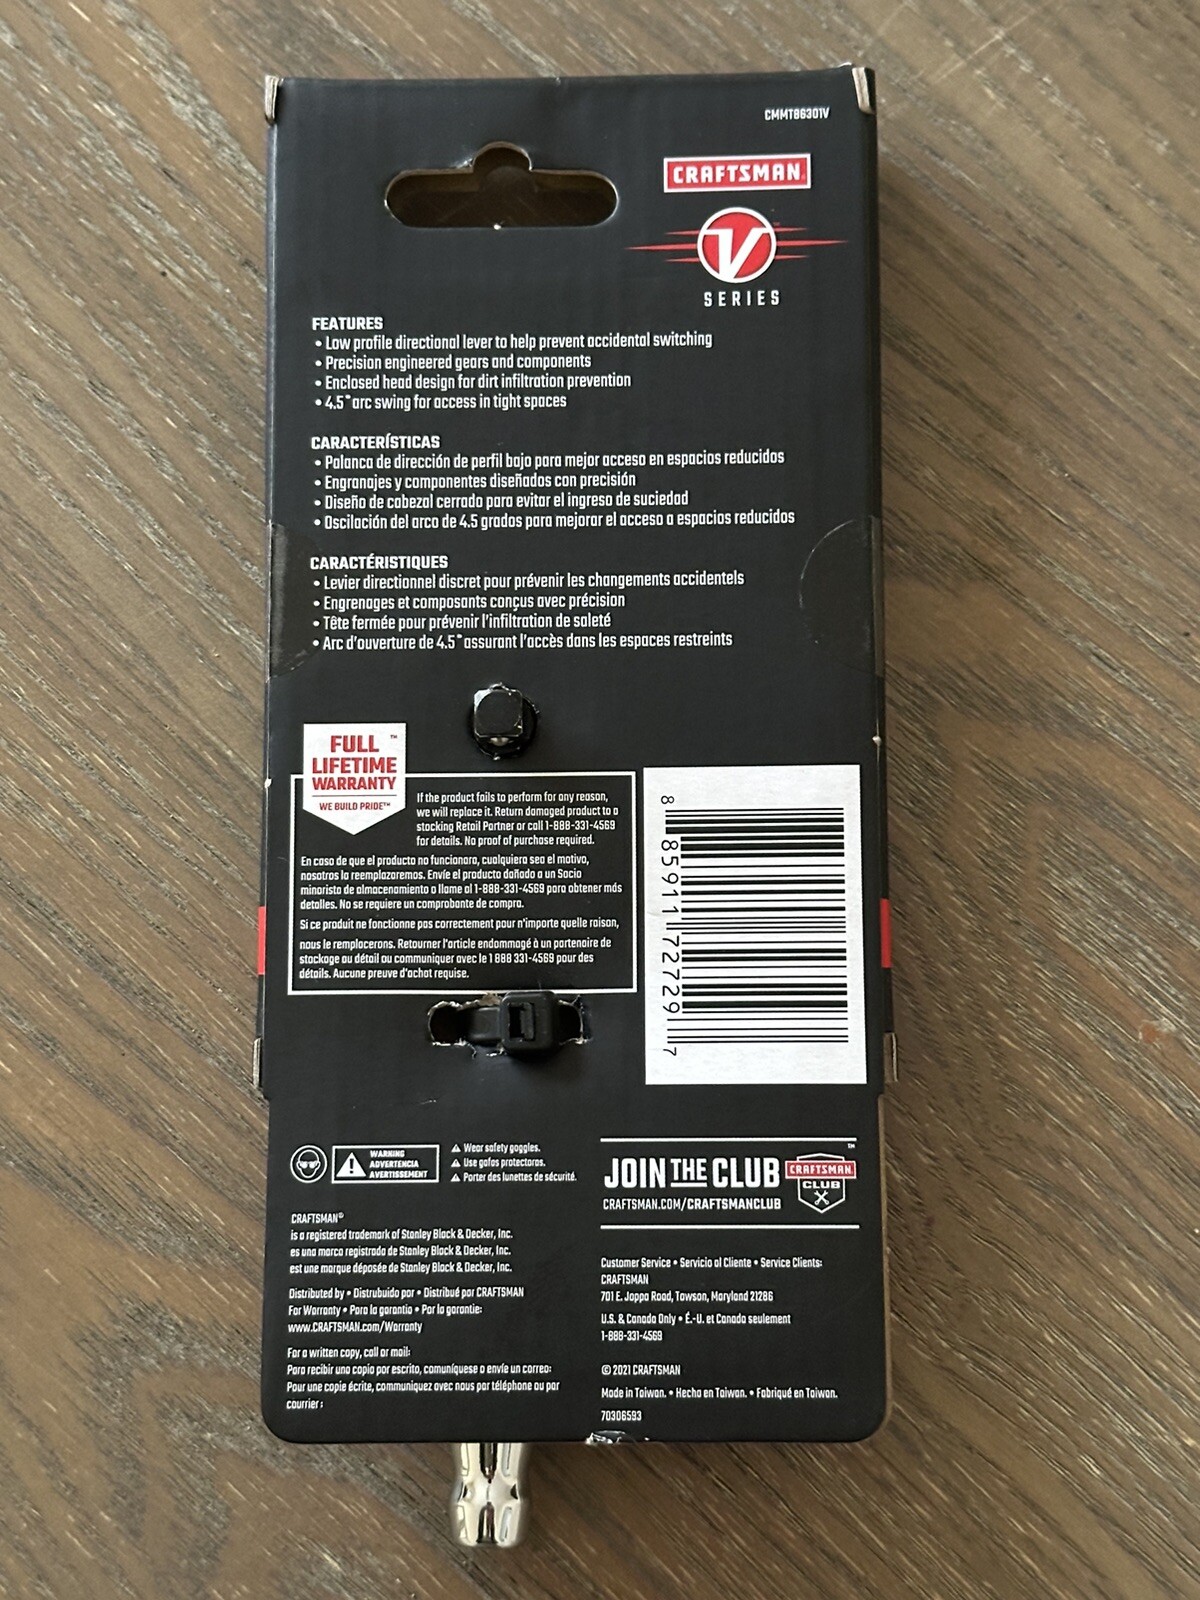 CMMT86301V
CRAFTSMAN
V
SERIES
FEATURES
• Low profile directional lever to help prevent accidental switching
• Precision engineered gears and components
• Enclosed head design for dirt infiltration prevention
• 4.5° arc swing for access in tight spaces
CARACTERÍSTICAS
• Palanca de dirección de perfil bajo para mejor acceso en espacios reducidos
• Engranajes y componentes diseñados con precisión
• Diseño de cabezal cerrado para evitar el ingreso de suciedad
• Oscilación del arco de 4.5 grados para mejorar el acceso a espacios reducidos
CARACTÉRISTIQUES
• Levier directionnel discret pour prévenir les changements accidentels
• Engrenages et composants conçus avec précision
• Tête fermée pour prévenir l'infiltration de saleté
• Arc d'ouverture de 4.5° assurant l'accès dans les espaces restreints
FULL ™
LIFETIME
WARRANTY
WE BUILD PRIDE™
If the product fails to perform for any reason,
we will replace it. Return damaged product to a
stocking Retail Partner or call 1-888-331-4569
for details. No proof of purchase required.
En caso de que el producto no funcionara, cualquiera sea el motivo,
nosotros la reemplazaremos. Envíe el producto dañado a un Socio
minorista de almacenamiento o llame al 1-888-331-4569 para obtener más
detalles. No se requiere un comprobante de compra.
Si ce produit ne fonctionne pas correctement pour n'importe quelle raison,
nous le remplacerons. Retourner l'article endommagé à un partenaire de
stockage au détail ou communiquer avec le 1 888 331-4569 pour des
détails. Aucune preuve d'achat requise.
8 85911 72729 7
WARNING
ADVERTENCIA
AVERTISSEMENT
⚠ Wear safety goggles.
⚠ Use gafas protectoras.
⚠ Porter des lunettes de sécurité.
JOIN THE CLUB
CRAFTSMAN.COM/CRAFTSMANCLUB
™
CRAFTSMAN
CLUB
CRAFTSMAN®
is a registered trademark of Stanley Black & Decker, Inc.
es una marca registrada de Stanley Black & Decker, Inc.
est une marque déposée de Stanley Black & Decker, Inc.
Distributed by • Distrubuido por • Distribué par CRAFTSMAN
For Warranty • Para la garantia • Por la garantie:
www.CRAFTSMAN.com/Warranty
For a written copy, call or mail:
Para recibir una copia por escrito, comuníquese o envíe un correo:
Pour une copie écrite, communiquez avec nous par téléphone ou par
courrier :
Customer Service • Servicio al Cliente • Service Clients:
CRAFTSMAN
701 E. Joppa Road, Towson, Maryland 21286
U.S. & Canada Only • É.-U. et Canada seulement
1-888-331-4569
© 2021 CRAFTSMAN
Made in Taiwan. • Hecho en Taiwan. • Fabriqué en Taiwan.
70306593